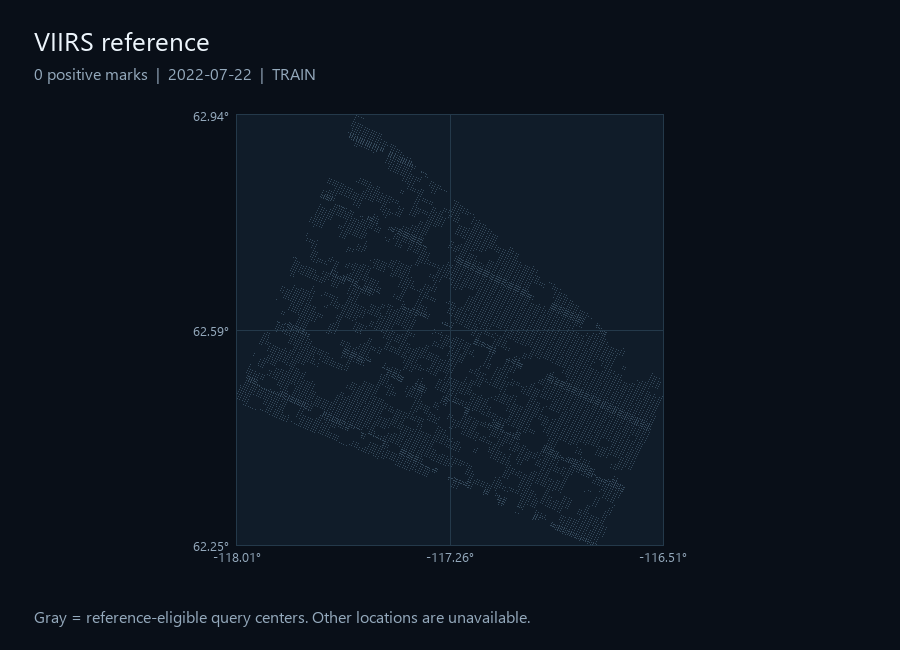 VIIRS reference
0 positive marks | 2022-07-22 | TRAIN
62.94°
62.59°
62.25°
-118.01° -117.26° -116.51°
Gray = reference-eligible query centers. Other locations are unavailable.